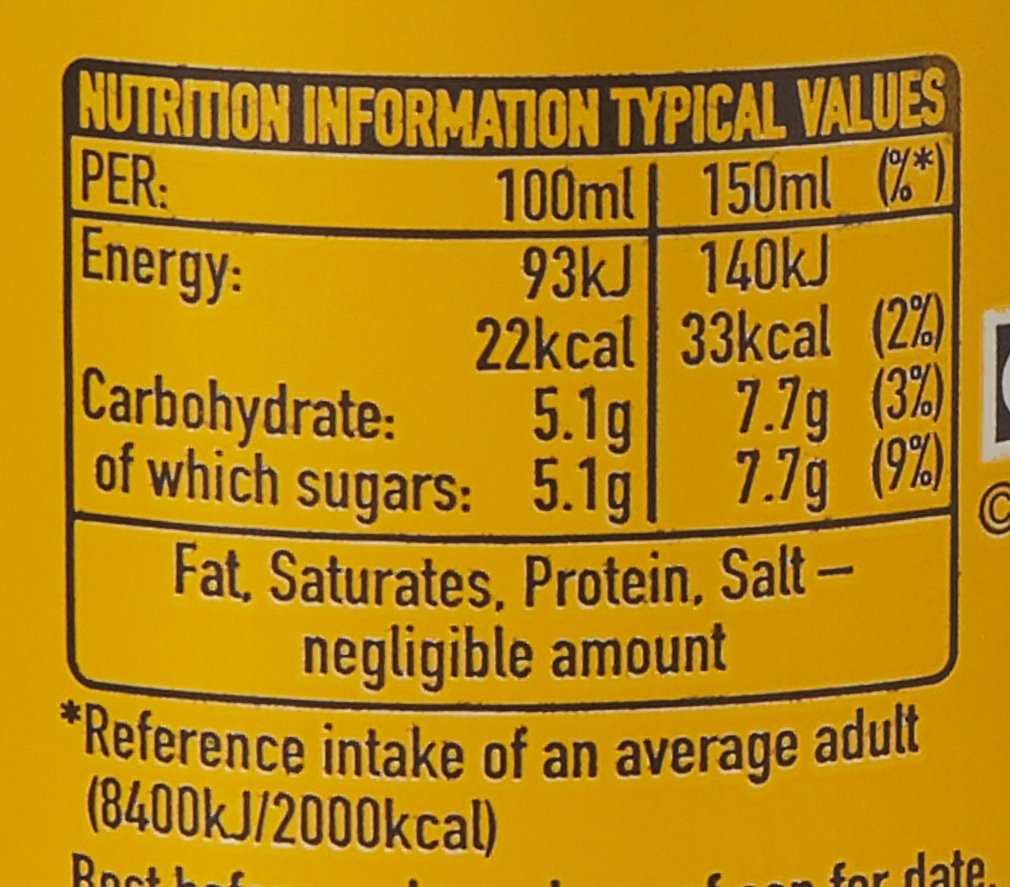 NUTRITION INFORMATION TYPICAL VALUES
PER: 100ml 150ml (%*)
Energy: 93kJ 140kJ
22kcal 33kcal (2%)
Carbohydrate: 5.1g 7.7g (3%)
of which sugars: 5.1g 7.7g (9%)
Fat, Saturates, Protein, Salt –
negligible amount
*Reference intake of an average adult
(8400kJ/2000kcal)
©
for date.